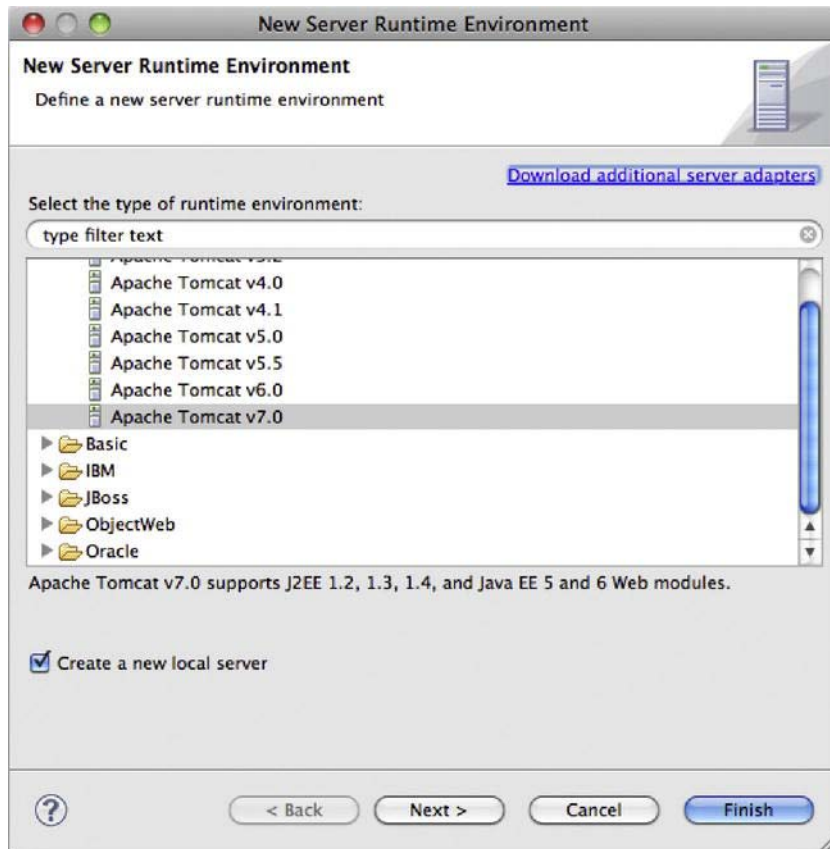 New Server Runtime Environment
New Server Runtime Environment
Define a new server runtime environment
Download additional server adapters
Select the type of runtime environment:
type filter text
Apache Tomcat v3.2
Apache Tomcat v4.0
Apache Tomcat v4.1
Apache Tomcat v5.0
Apache Tomcat v5.5
Apache Tomcat v6.0
Apache Tomcat v7.0
Basic
IBM
JBoss
ObjectWeb
Oracle
Apache Tomcat v7.0 supports J2EE 1.2, 1.3, 1.4, and Java EE 5 and 6 Web modules.
Create a new local server
?
< Back
Next >
Cancel
Finish